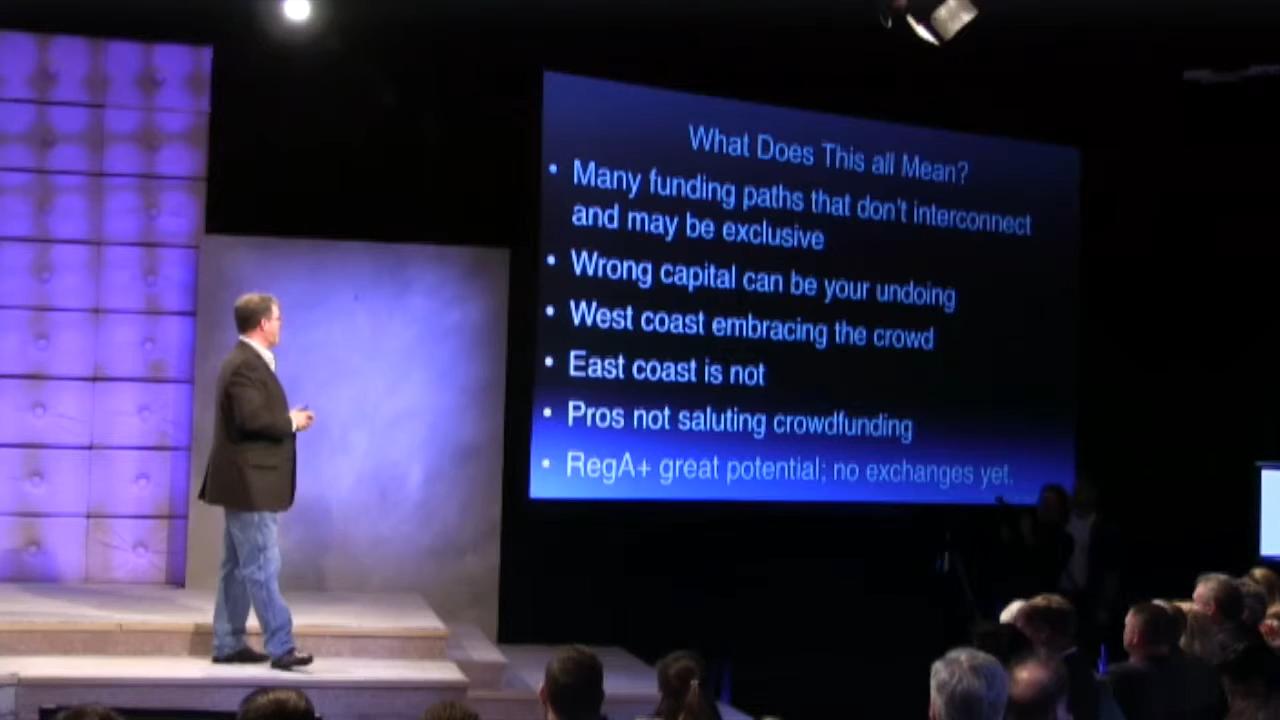 What Does This all Mean?
• Many funding paths that don't interconnect
and may be exclusive
• Wrong capital can be your undoing
• West coast embracing the crowd
• East coast is not
• Pros not saluting crowdfunding
• RegA+ great potential; no exchanges yet.